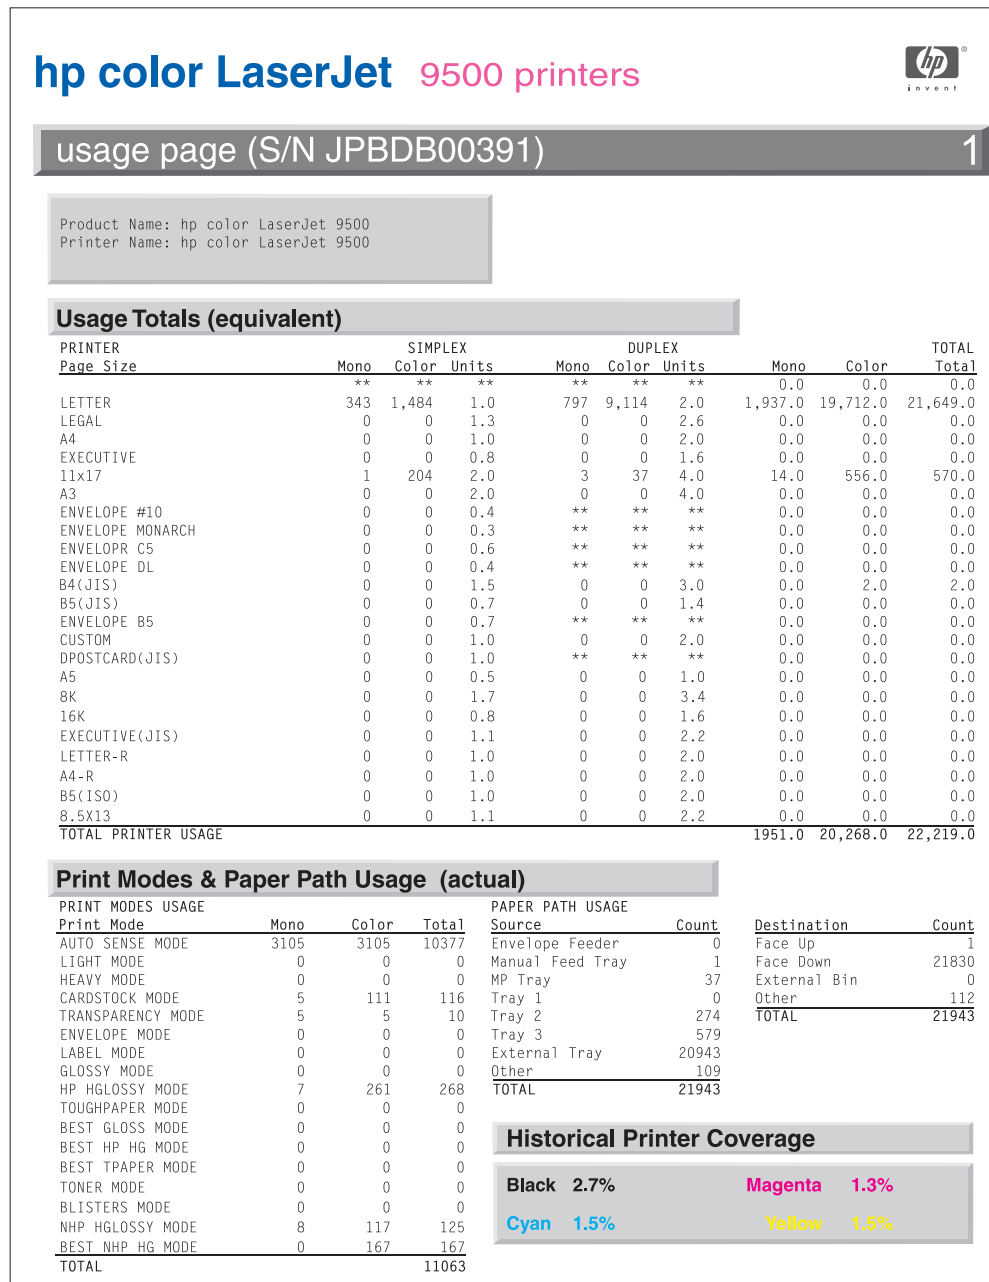 hp color LaserJet 9500 printers
hp
®
invent
usage page (S/N JPBDB00391) 1
Product Name: hp color LaserJet 9500
Printer Name: hp color LaserJet 9500
Usage Totals (equivalent)
PRINTER SIMPLEX DUPLEX TOTAL
Page Size Mono Color Units Mono Color Units Mono Color Total
** ** ** ** ** ** 0.0 0.0 0.0
LETTER 343 1,484 1.0 797 9,114 2.0 1,937.0 19,712.0 21,649.0
LEGAL 0 0 1.3 0 0 2.6 0.0 0.0 0.0
A4 0 0 1.0 0 0 2.0 0.0 0.0 0.0
EXECUTIVE 0 0 0.8 0 0 1.6 0.0 0.0 0.0
11x17 1 204 2.0 3 37 4.0 14.0 556.0 570.0
A3 0 0 2.0 0 0 4.0 0.0 0.0 0.0
ENVELOPE #10 0 0 0.4 ** ** ** 0.0 0.0 0.0
ENVELOPE MONARCH 0 0 0.3 ** ** ** 0.0 0.0 0.0
ENVELOPR C5 0 0 0.6 ** ** ** 0.0 0.0 0.0
ENVELOPE DL 0 0 0.4 ** ** ** 0.0 0.0 0.0
B4(JIS) 0 0 1.5 0 0 3.0 0.0 2.0 2.0
B5(JIS) 0 0 0.7 0 0 1.4 0.0 0.0 0.0
ENVELOPE B5 0 0 0.7 ** ** ** 0.0 0.0 0.0
CUSTOM 0 0 1.0 0 0 2.0 0.0 0.0 0.0
DPOSTCARD(JIS) 0 0 1.0 ** ** ** 0.0 0.0 0.0
A5 0 0 0.5 0 0 1.0 0.0 0.0 0.0
8K 0 0 1.7 0 0 3.4 0.0 0.0 0.0
16K 0 0 0.8 0 0 1.6 0.0 0.0 0.0
EXECUTIVE(JIS) 0 0 1.1 0 0 2.2 0.0 0.0 0.0
LETTER-R 0 0 1.0 0 0 2.0 0.0 0.0 0.0
A4-R 0 0 1.0 0 0 2.0 0.0 0.0 0.0
B5(ISO) 0 0 1.0 0 0 2.0 0.0 0.0 0.0
8.5X13 0 0 1.1 0 0 2.2 0.0 0.0 0.0
TOTAL PRINTER USAGE 1951.0 20,268.0 22,219.0
Print Modes & Paper Path Usage (actual)
PRINT MODES USAGE
Print Mode Mono Color Total
AUTO SENSE MODE 3105 3105 10377
LIGHT MODE 0 0 0
HEAVY MODE 0 0 0
CARDSTOCK MODE 5 111 116
TRANSPARENCY MODE 5 5 10
ENVELOPE MODE 0 0 0
LABEL MODE 0 0 0
GLOSSY MODE 0 0 0
HP HGLOSSY MODE 7 261 268
TOUGHPAPER MODE 0 0 0
BEST GLOSS MODE 0 0 0
BEST HP HG MODE 0 0 0
BEST TPAPER MODE 0 0 0
TONER MODE 0 0 0
BLISTERS MODE 0 0 0
NHP HGLOSSY MODE 8 117 125
BEST NHP HG MODE 0 167 167
TOTAL 11063
PAPER PATH USAGE
Source Count
Envelope Feeder 0
Manual Feed Tray 1
MP Tray 37
Tray 1 0
Tray 2 274
Tray 3 579
External Tray 20943
Other 109
TOTAL 21943
Destination Count
Face Up 1
Face Down 21830
External Bin 0
Other 112
TOTAL 21943
Historical Printer Coverage
Black 2.7% Magenta 1.3%
Cyan 1.5% Yellow 1.5%